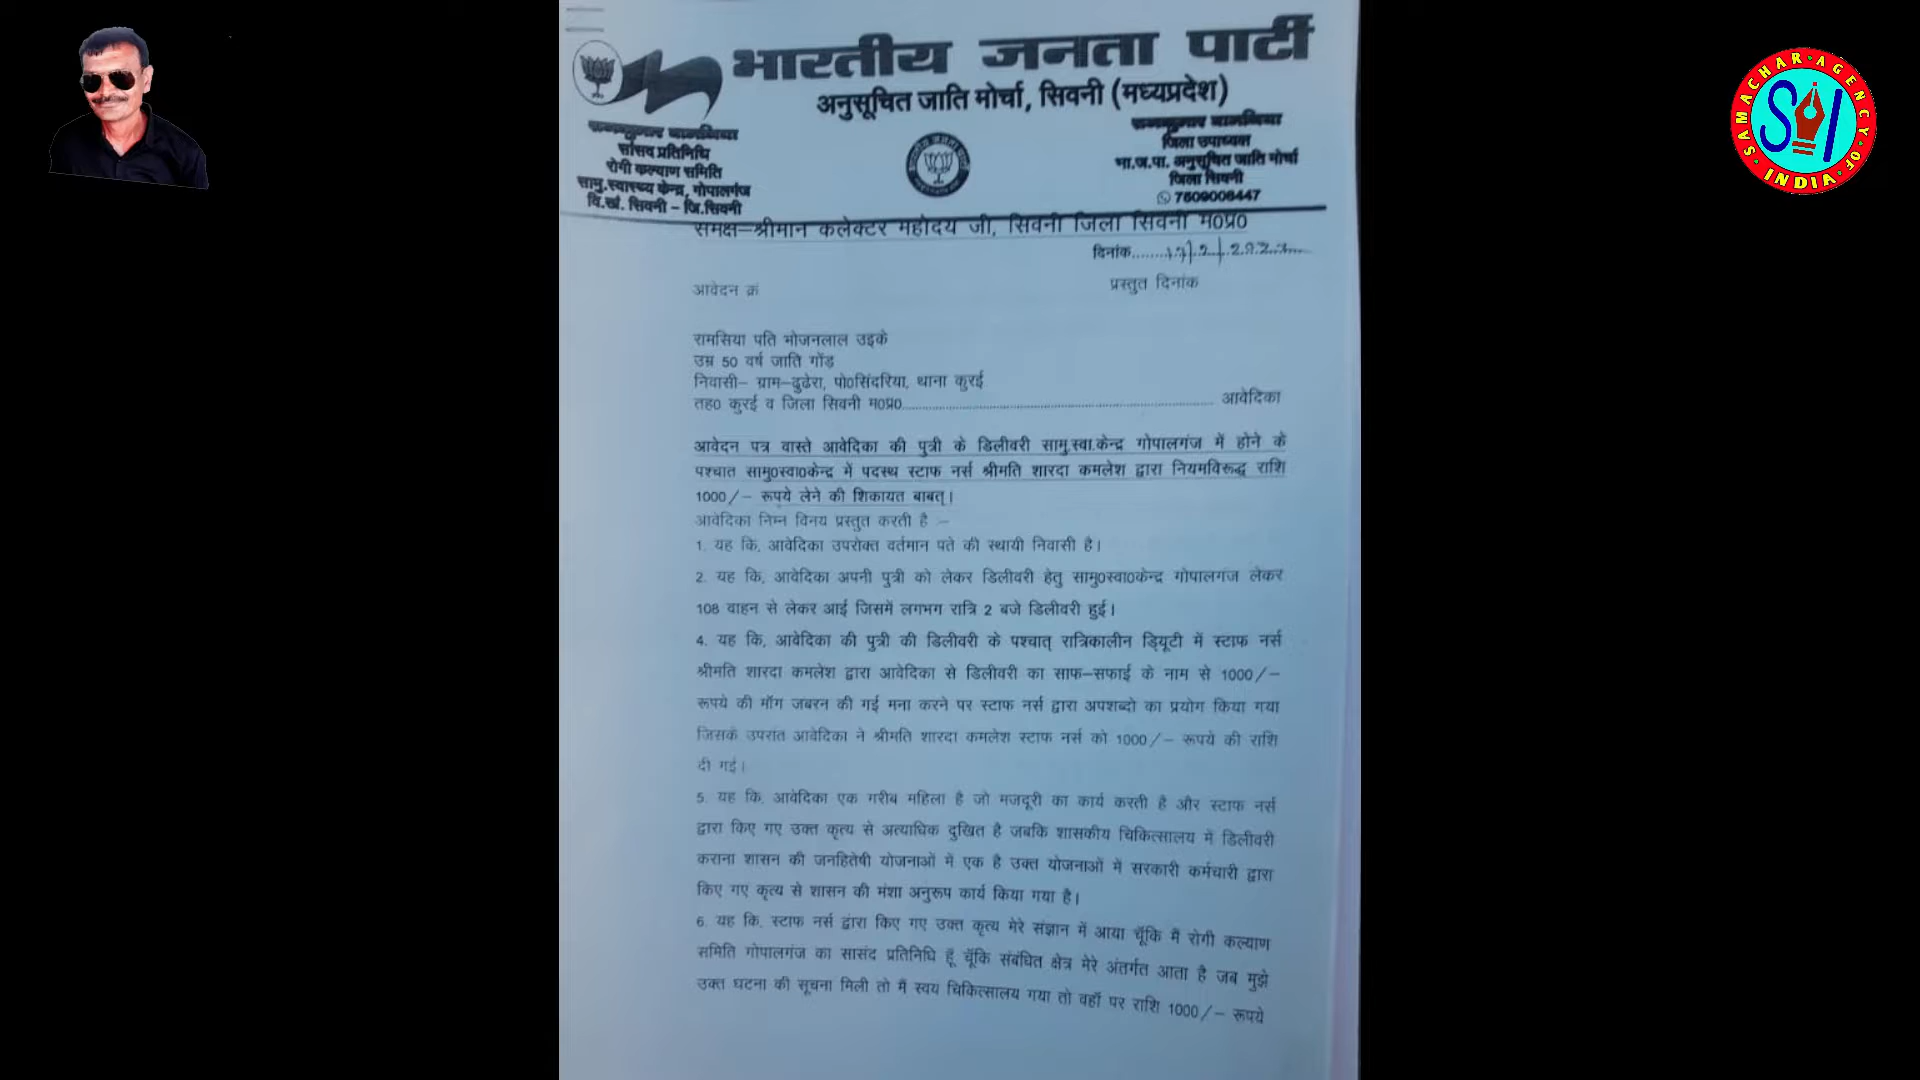 भारतीय जनता पार्टी
अनुसूचित जाति मोर्चा, सिवनी (मध्यप्रदेश)
सांसद प्रतिनिधि
रोगी कल्याण समिति
सामु.स्वास्थ्य केन्द्र, गोपालगंज
वि.खं. सिवनी – जि.सिवनी
जिला उपाध्यक्ष
भा.ज.पा. अनुसूचित जाति मोर्चा
जिला सिवनी
7609006447
समक्ष–श्रीमान कलेक्टर महोदय जी, सिवनी जिला सिवनी म0प्र0
दिनांक
आवेदन क्रं
प्रस्तुत दिनांक
रामसिया पति भोजनलाल उइके
उम्र 50 वर्ष जाति गोंड
निवासी– ग्राम–दुढेरा, पो0सिंदरिया, थाना कुरई
तह0 कुरई व जिला सिवनी म0प्र0.......... आवेदिका
आवेदन पत्र वास्ते आवेदिका की पुत्री के डिलीवरी सामु.स्वा.केन्द्र गोपालगंज में होने के
पश्चात सामु0स्वा0केन्द्र में पदस्थ स्टाफ नर्स श्रीमति शारदा कमलेश द्वारा नियमविरूद्ध राशि
1000/– रूपये लेने की शिकायत बाबत्।
आवेदिका निम्न विनय प्रस्तुत करती है :–
1. यह कि, आवेदिका उपरोक्त वर्तमान पते की स्थायी निवासी है।
2. यह कि, आवेदिका अपनी पुत्री को लेकर डिलीवरी हेतु सामु0स्वा0केन्द्र गोपालगंज लेकर
108 वाहन से लेकर आई जिसमें लगभग रात्रि 2 बजे डिलीवरी हुई।
4. यह कि, आवेदिका की पुत्री की डिलीवरी के पश्चात् रात्रिकालीन ड्यिूटी में स्टाफ नर्स
श्रीमति शारदा कमलेश द्वारा आवेदिका से डिलीवरी का साफ–सफाई के नाम से 1000/–
रूपये की मॉग जबरन की गई मना करने पर स्टाफ नर्स द्वारा अपशब्दो का प्रयोग किया गया
जिसके उपरांत आवेदिका ने श्रीमति शारदा कमलेश स्टाफ नर्स को 1000/– रूपये की राशि
दी गई।
5. यह कि, आवेदिका एक गरीब महिला है जो मजदूरी का कार्य करती है और स्टाफ नर्स
द्वारा किए गए उक्त कृत्य से अत्याधिक दुखित है जबकि शासकीय चिकित्सालय में डिलीवरी
कराना शासन की जनहितेषी योजनाओं में एक है उक्त योजनाओं में सरकारी कर्मचारी द्वारा
किए गए कृत्य से शासन की मंशा अनुरूप कार्य किया गया है।
6. यह कि, स्टाफ नर्स द्वारा किए गए उक्त कृत्य मेरे संज्ञान में आया चूॅकि मैं रोगी कल्याण
समिति गोपालगंज का सासंद प्रतिनिधि हूॅ चूॅकि संबंधित क्षेत्र मेरे अंतर्गत आता है जब मुझे
उक्त घटना की सूचना मिली तो मैं स्वय चिकित्सालय गया तो वहॉ पर राशि 1000/– रूपये
SAMACHAR AGENCY OF INDIA